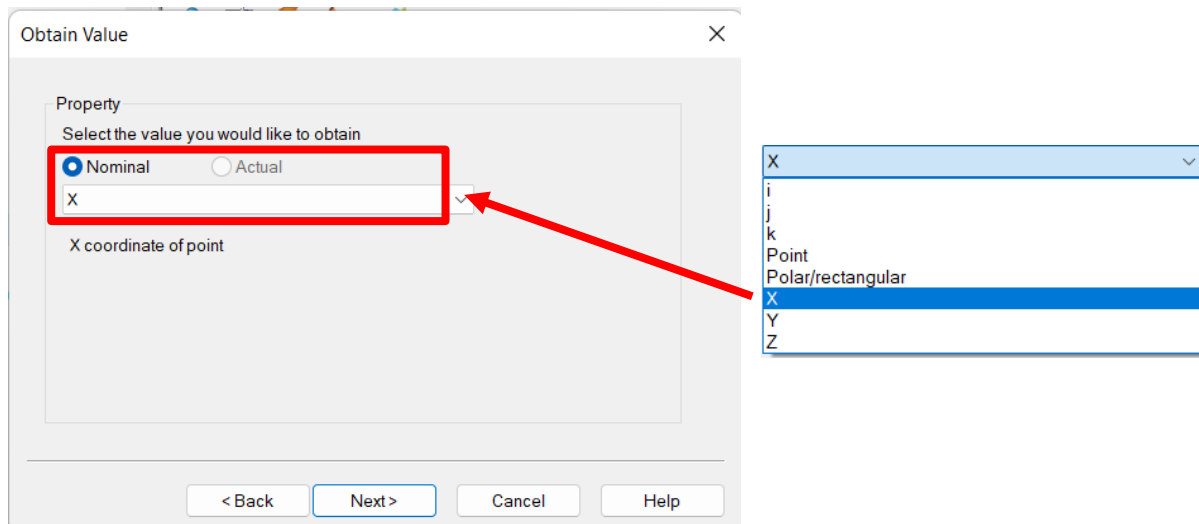 Obtain Value
Property
Select the value you would like to obtain
Nominal Actual
X
X coordinate of point
< Back Next > Cancel Help
X
i
j
k
Point
Polar/rectangular
X
Y
Z